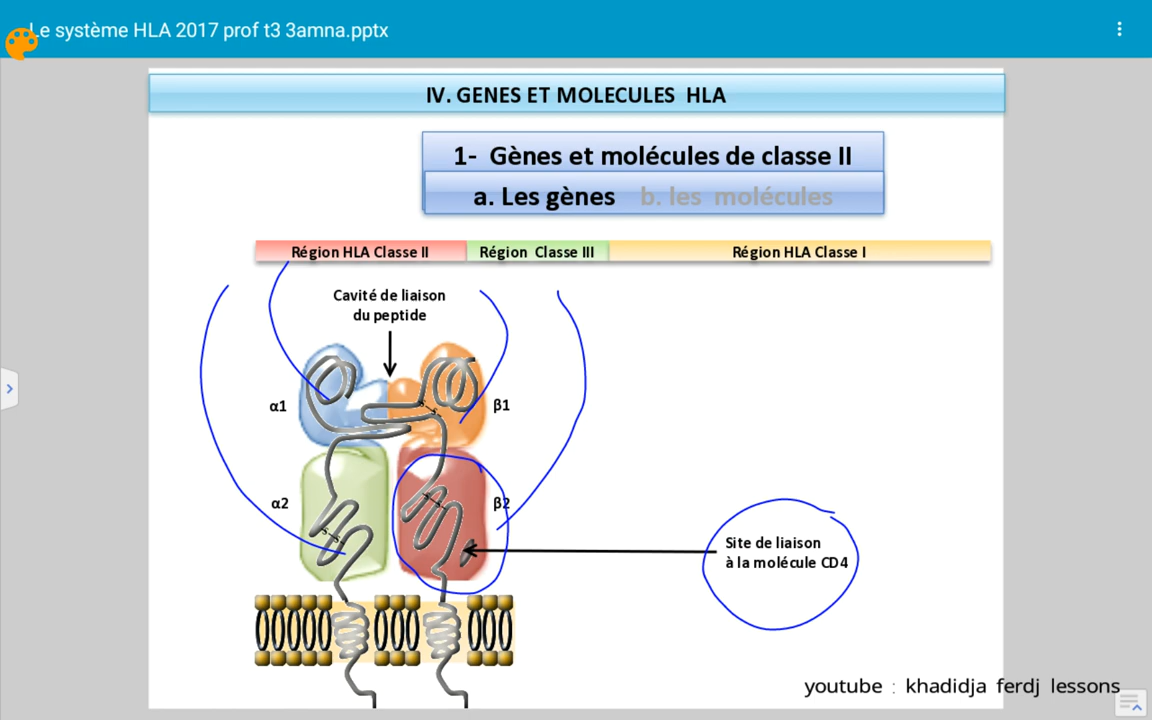 Le système HLA 2017 prof t3 3amna.pptx
IV. GENES ET MOLECULES HLA
1- Gènes et molécules de classe II
a. Les gènes b. les molécules
Région HLA Classe II Région Classe III Région HLA Classe I
Cavité de liaison
du peptide
α1 β1
S-S
α2 β2
S-S
S-S
Site de liaison
à la molécule CD4
youtube : khadidja ferdj lessons